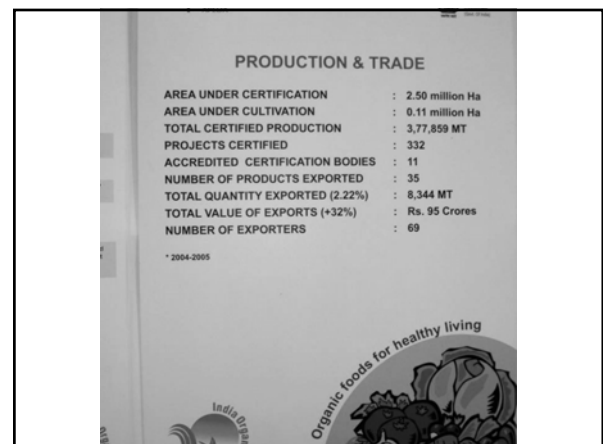 PRODUCTION & TRADE
AREA UNDER CERTIFICATION : 2.50 million Ha
AREA UNDER CULTIVATION : 0.11 million Ha
TOTAL CERTIFIED PRODUCTION : 3,77,859 MT
PROJECTS CERTIFIED : 332
ACCREDITED CERTIFICATION BODIES : 11
NUMBER OF PRODUCTS EXPORTED : 35
TOTAL QUANTITY EXPORTED (2.22%) : 8,344 MT
TOTAL VALUE OF EXPORTS (+32%) : Rs. 95 Crores
NUMBER OF EXPORTERS : 69
* 2004-2005
Organic foods for healthy living
India Orga